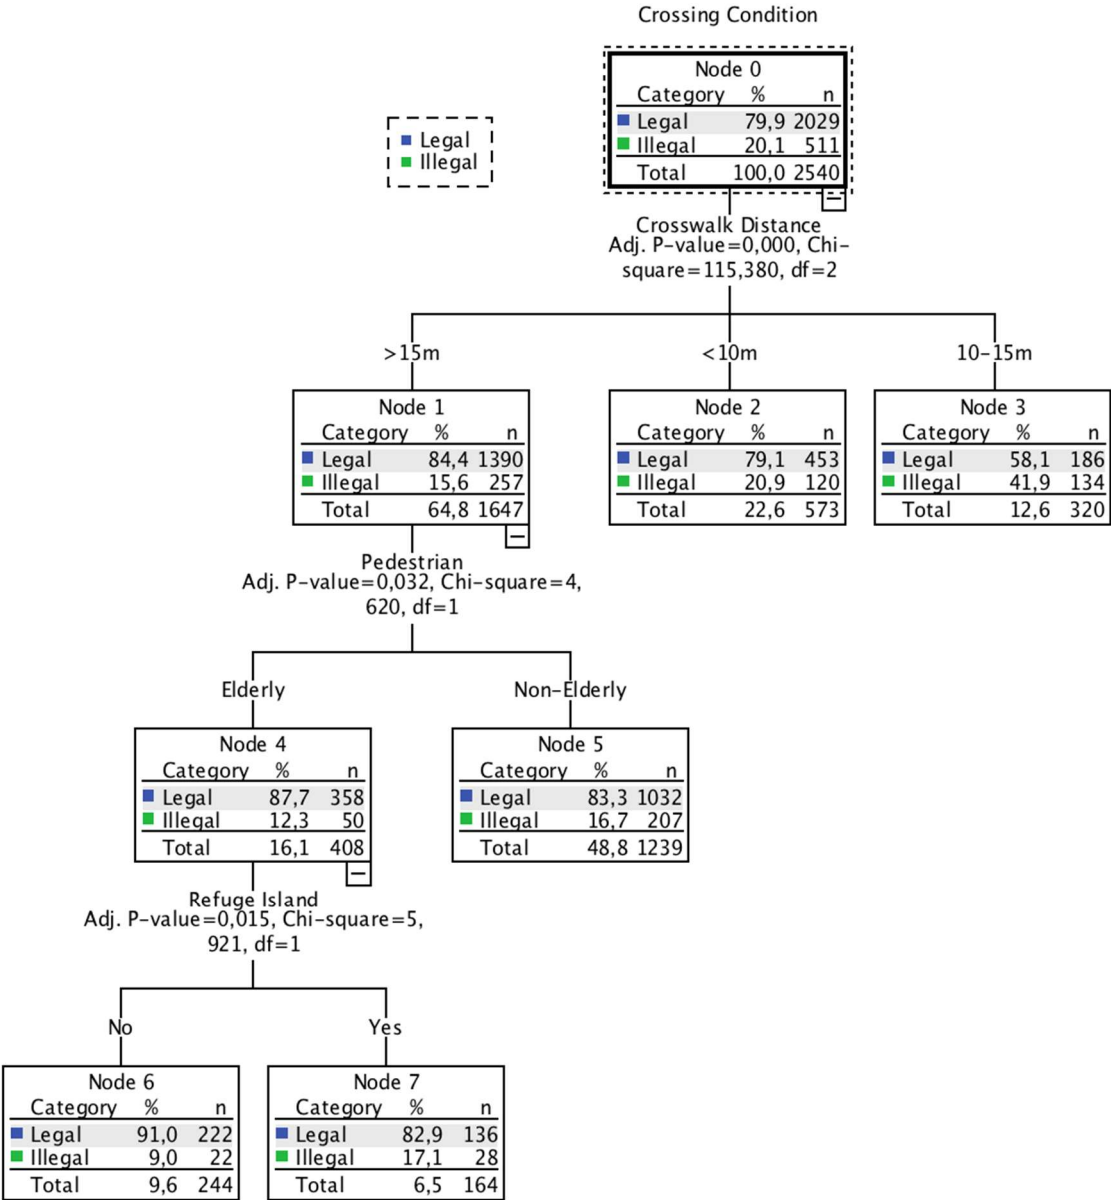 Crossing Condition
Node 0
Category % n
Legal 79,9 2029
Illegal 20,1 511
Total 100,0 2540
Legal
Illegal
Crosswalk Distance
Adj. P-value=0,000, Chi-
square=115,380, df=2
>15m
<10m
10-15m
Node 1
Category % n
Legal 84,4 1390
Illegal 15,6 257
Total 64,8 1647
Node 2
Category % n
Legal 79,1 453
Illegal 20,9 120
Total 22,6 573
Node 3
Category % n
Legal 58,1 186
Illegal 41,9 134
Total 12,6 320
Pedestrian
Adj. P-value=0,032, Chi-square=4,
620, df=1
Elderly
Non-Elderly
Node 4
Category % n
Legal 87,7 358
Illegal 12,3 50
Total 16,1 408
Node 5
Category % n
Legal 83,3 1032
Illegal 16,7 207
Total 48,8 1239
Refuge Island
Adj. P-value=0,015, Chi-square=5,
921, df=1
No
Yes
Node 6
Category % n
Legal 91,0 222
Illegal 9,0 22
Total 9,6 244
Node 7
Category % n
Legal 82,9 136
Illegal 17,1 28
Total 6,5 164